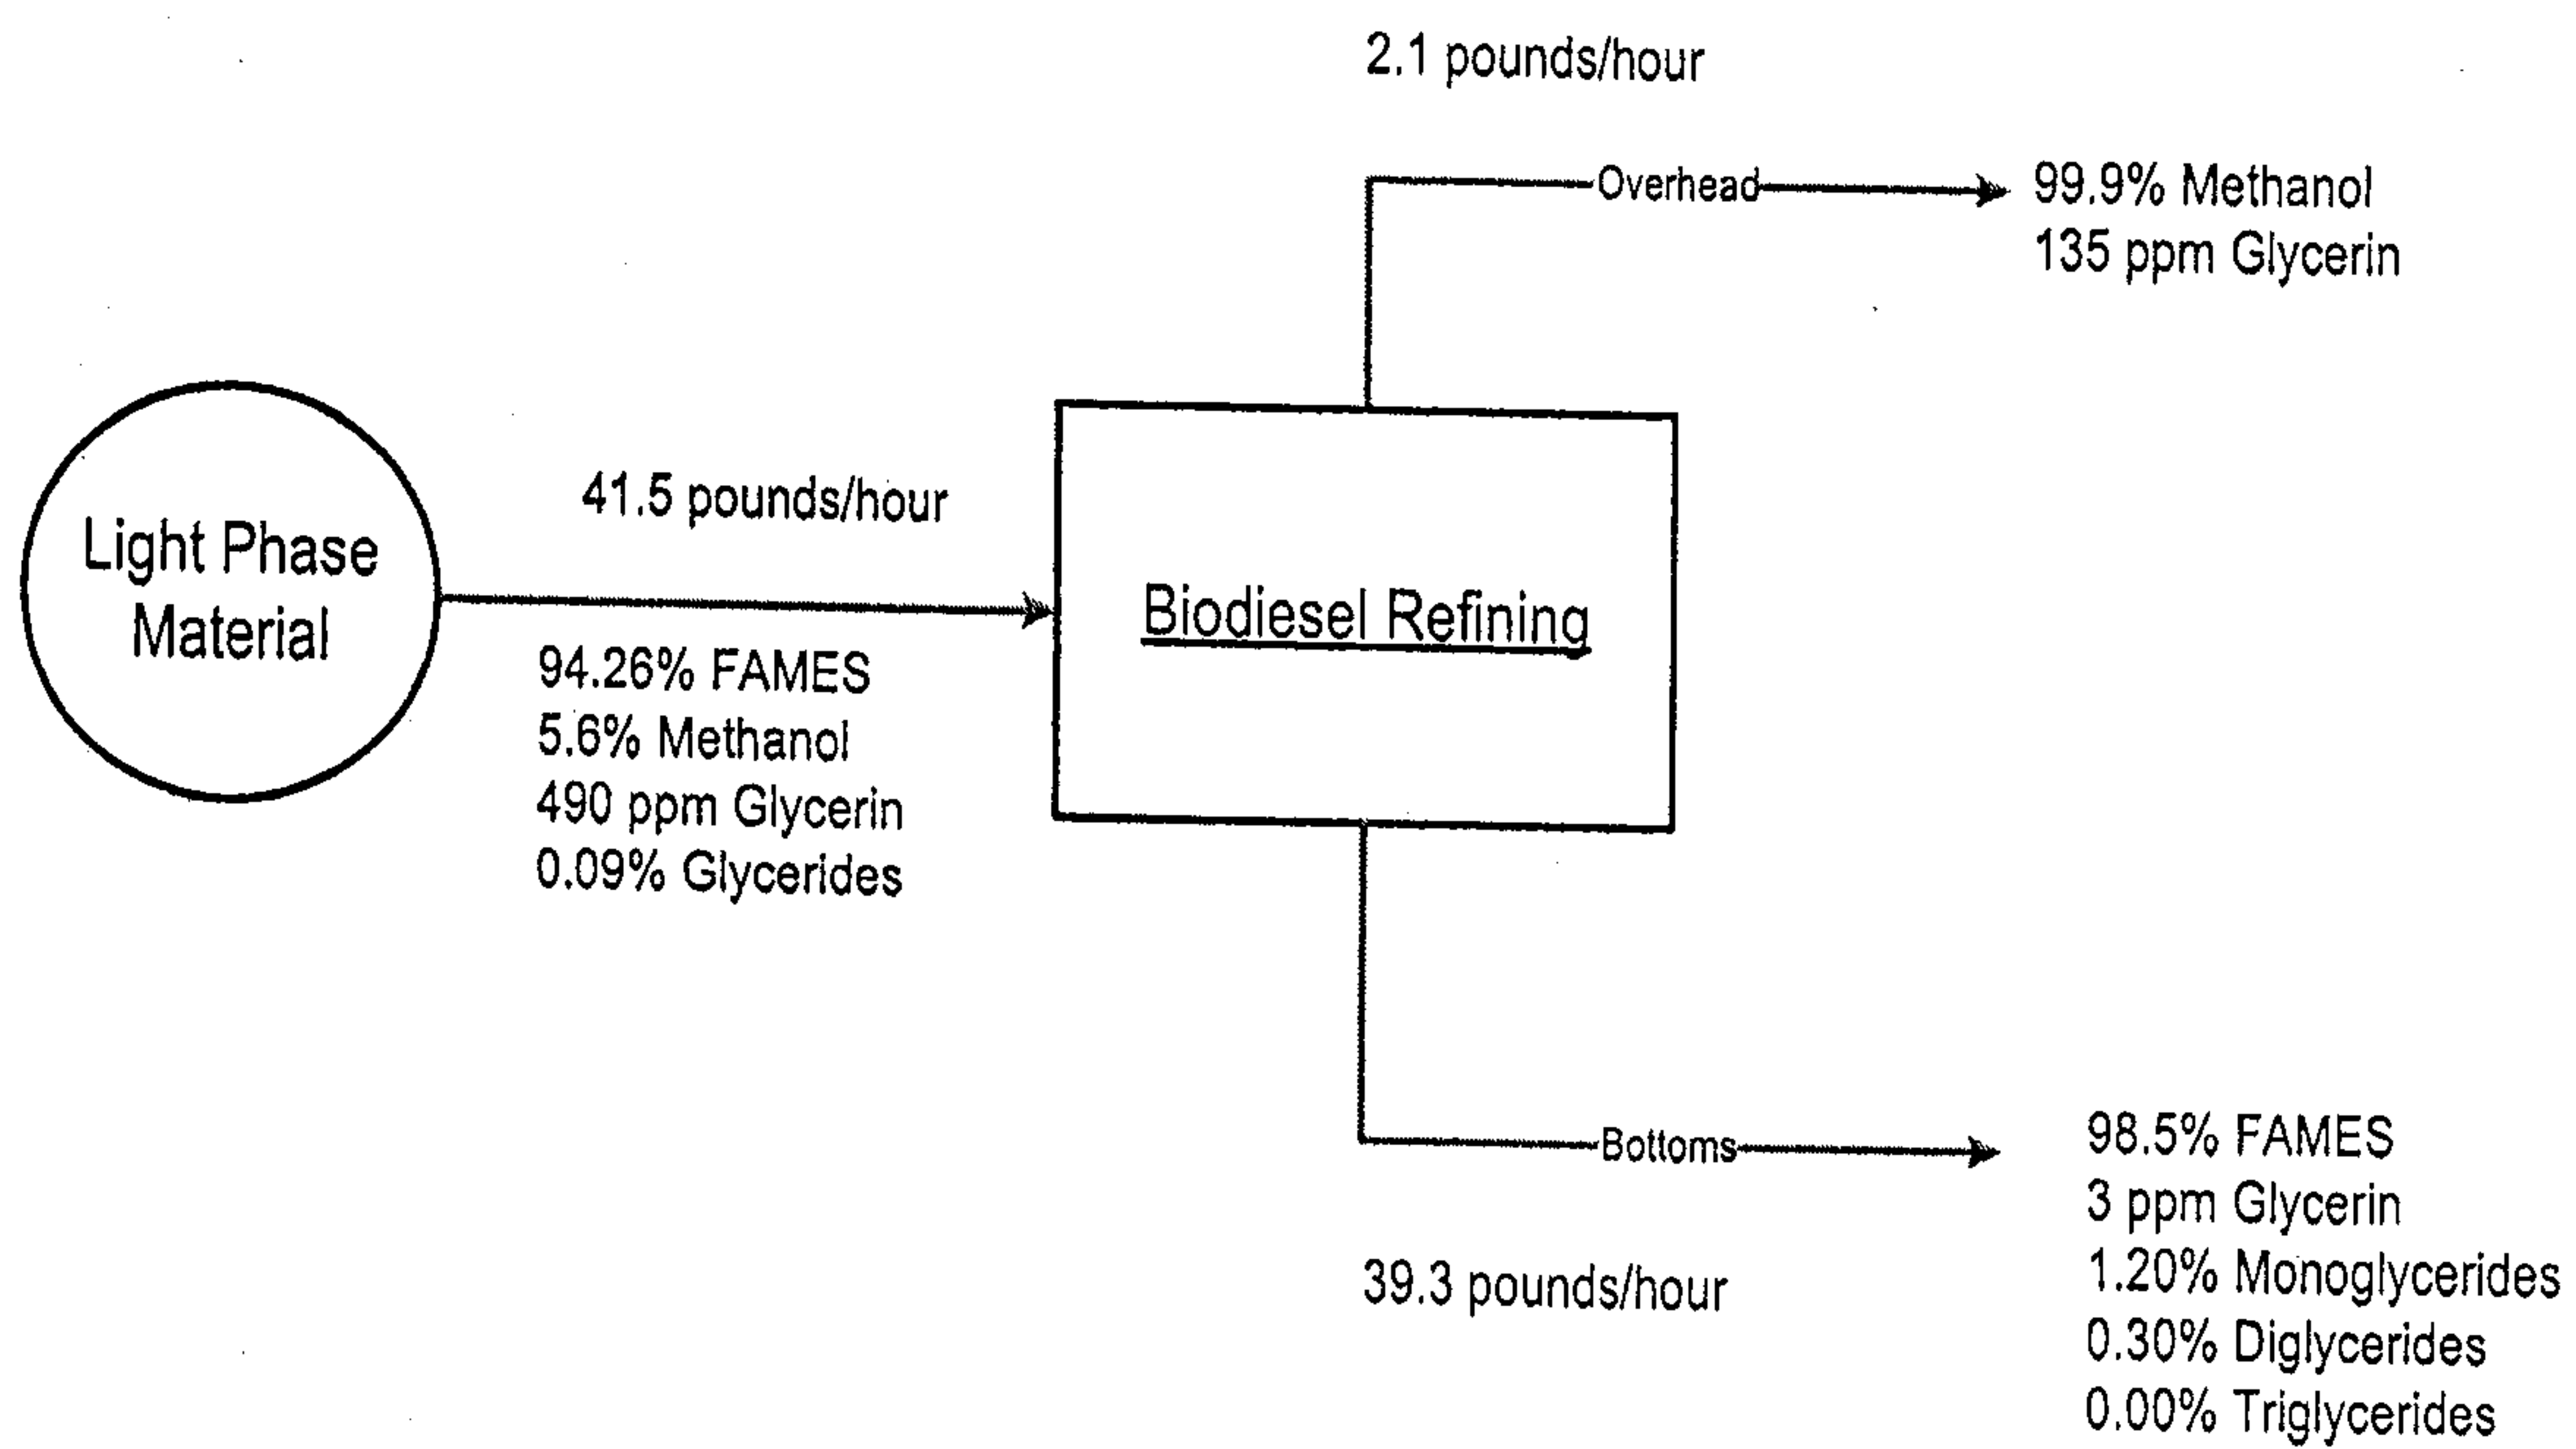 2.1 pounds/hour
Overhead
99.9% Methanol
135 ppm Glycerin
41.5 pounds/hour
Light Phase
Material
Biodiesel Refining
94.26% FAMES
5.6% Methanol
490 ppm Glycerin
0.09% Glycerides
Bottoms
98.5% FAMES
3 ppm Glycerin
1.20% Monoglycerides
0.30% Diglycerides
0.00% Triglycerides
39.3 pounds/hour